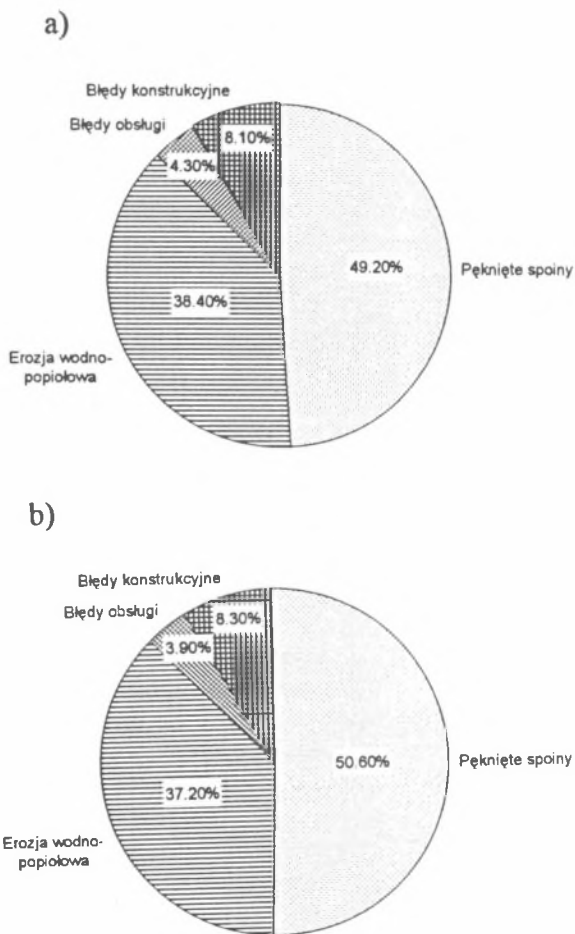 a)
Błędy konstrukcyjne
Błędy obsługi
8.10%
4.30%
49.20%
Pęknięte spoiny
38.40%
Erozja wodno-
popiołowa
b)
Błędy konstrukcyjne
Błędy obsługi
8.30%
3.90%
50.60%
Pęknięte spoiny
37.20%
Erozja wodno-
popiołowa